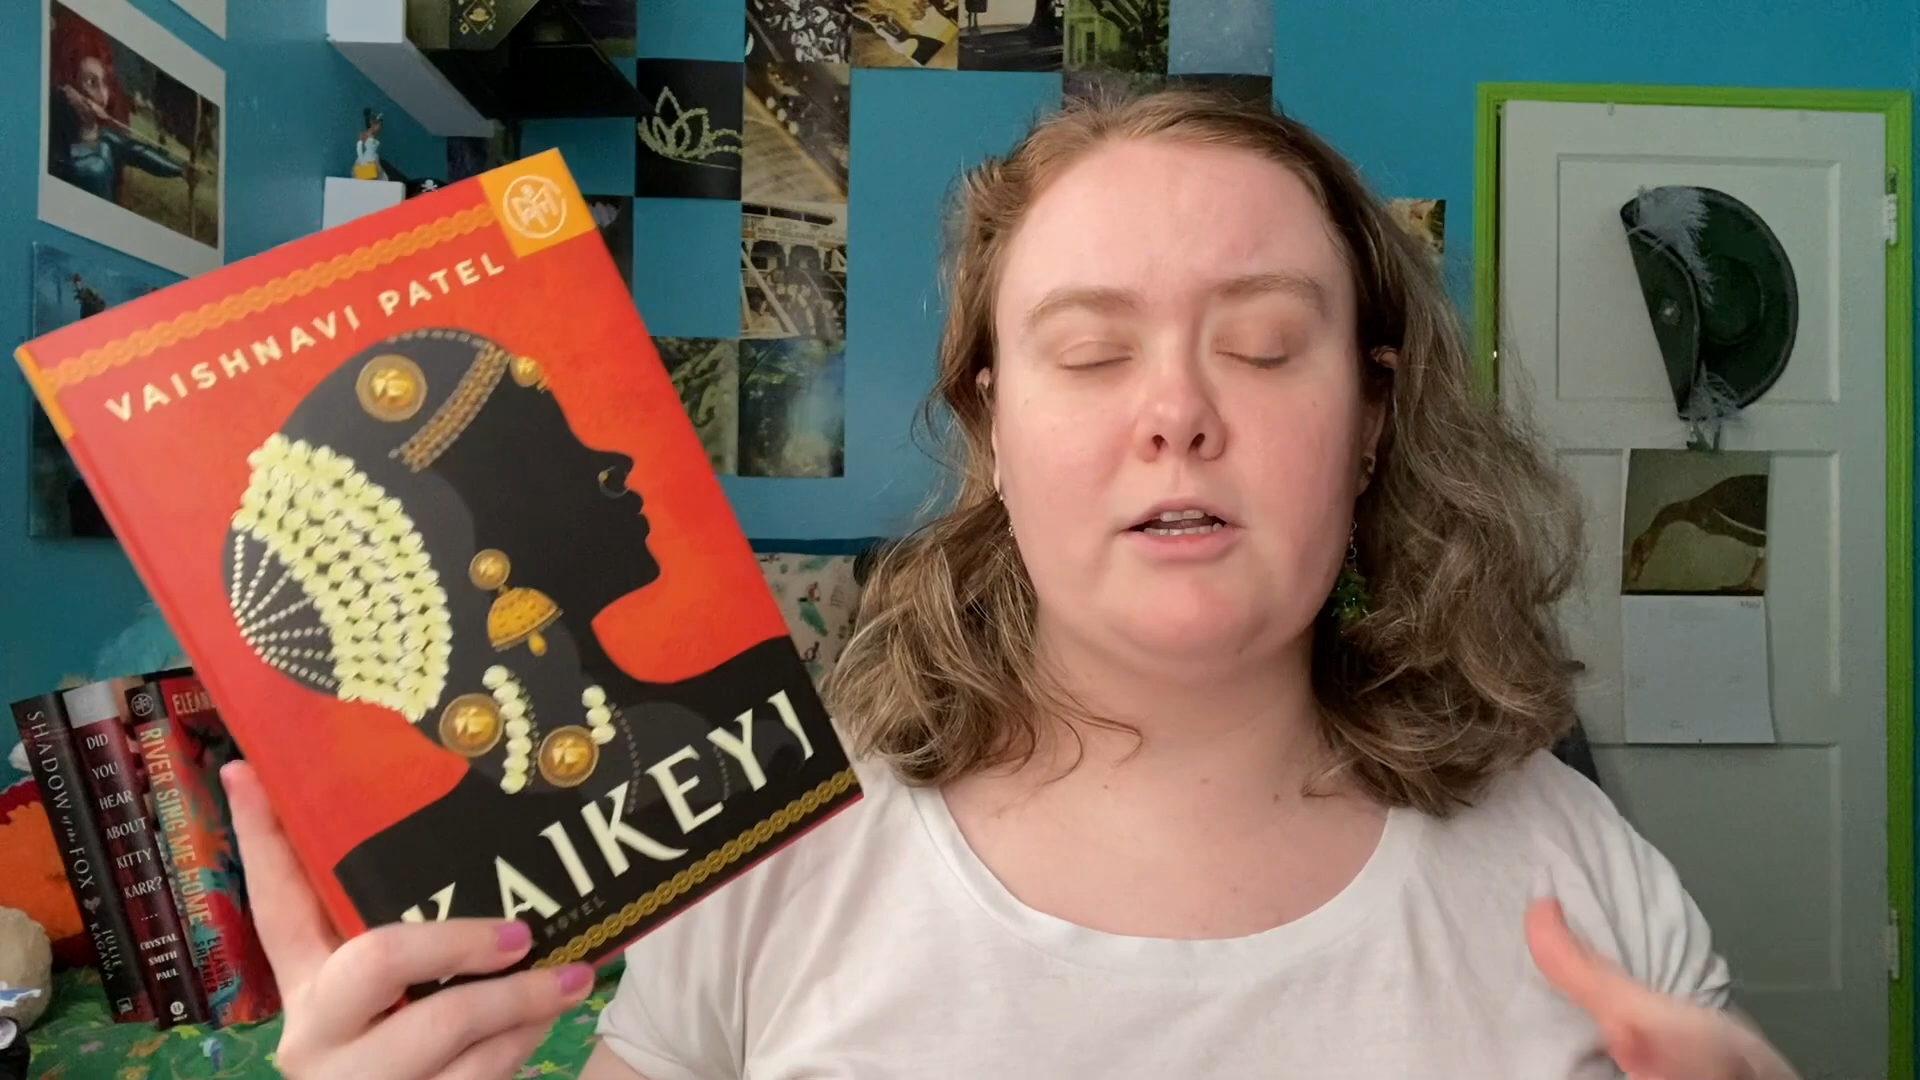 VAISHNAVI PATEL
KAIKEYI
A NOVEL
SHADOW of the FOX
JULIE
KAGAWA
DID
YOU
HEAR
ABOUT
KITTY
KARR?
CRYSTAL
SMITH
PAUL
RIVER SING ME HOME
ELEANOR
SHEARER